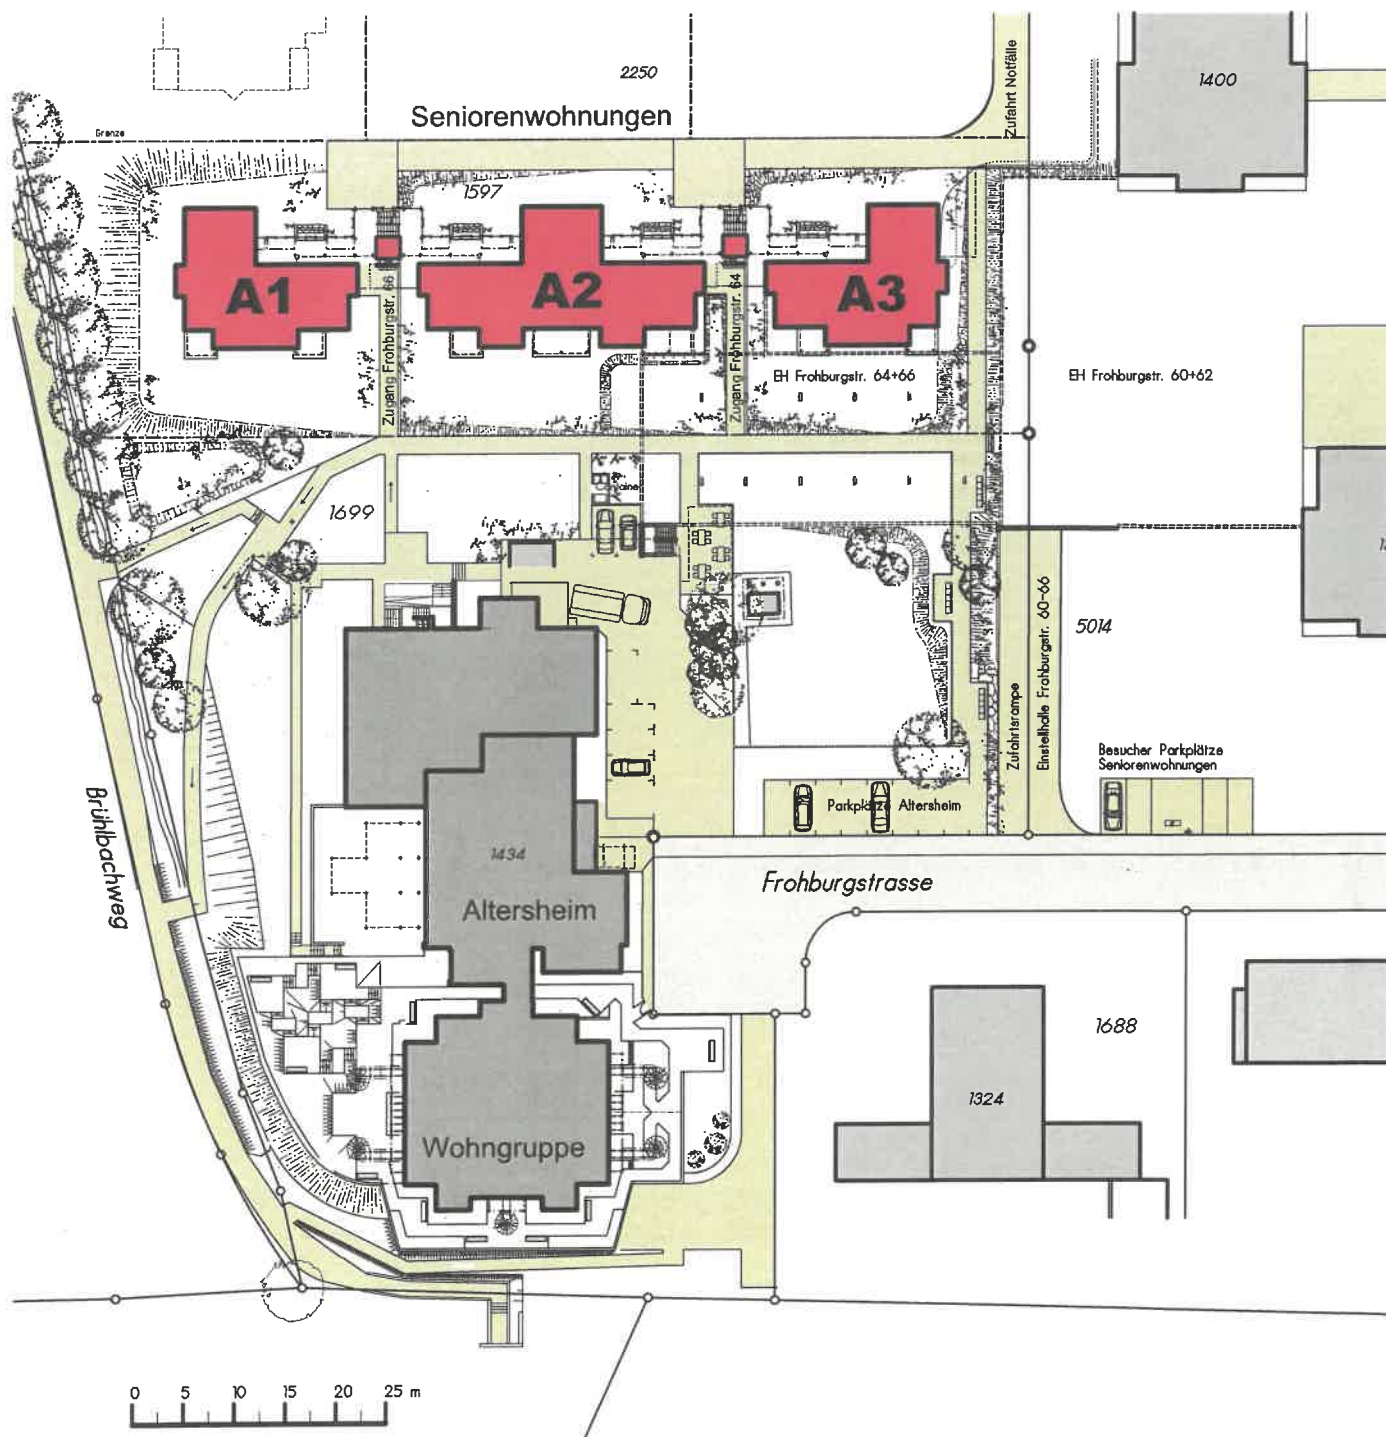 2250
Seniorenwohnungen
Zufahrt Notfälle
1400
Grenze
1597
A1
A2
A3
Zugang Frohburgstr. 66
Zugang Frohburgstr. 64
EH Frohburgstr. 64+66
EH Frohburgstr. 60+62
1699
5014
Zufahrtsrampe
Einstellhalle Frohburgstr. 60-66
Besucher Parkplätze
Seniorenwohnungen
Parkplätze Altersheim
Brühlbachweg
1434
Altersheim
Frohburgstrasse
1688
1324
Wohngruppe
0 5 10 15 20 25 m